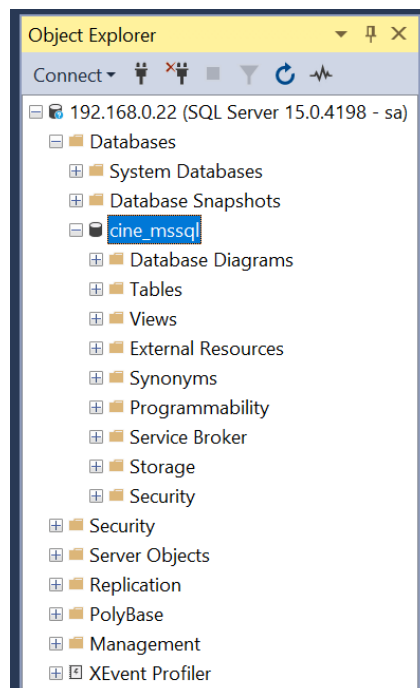 Object Explorer
Connect
192.168.0.22 (SQL Server 15.0.4198 - sa)
Databases
System Databases
Database Snapshots
cine_mssql
Database Diagrams
Tables
Views
External Resources
Synonyms
Programmability
Service Broker
Storage
Security
Security
Server Objects
Replication
PolyBase
Management
XEvent Profiler